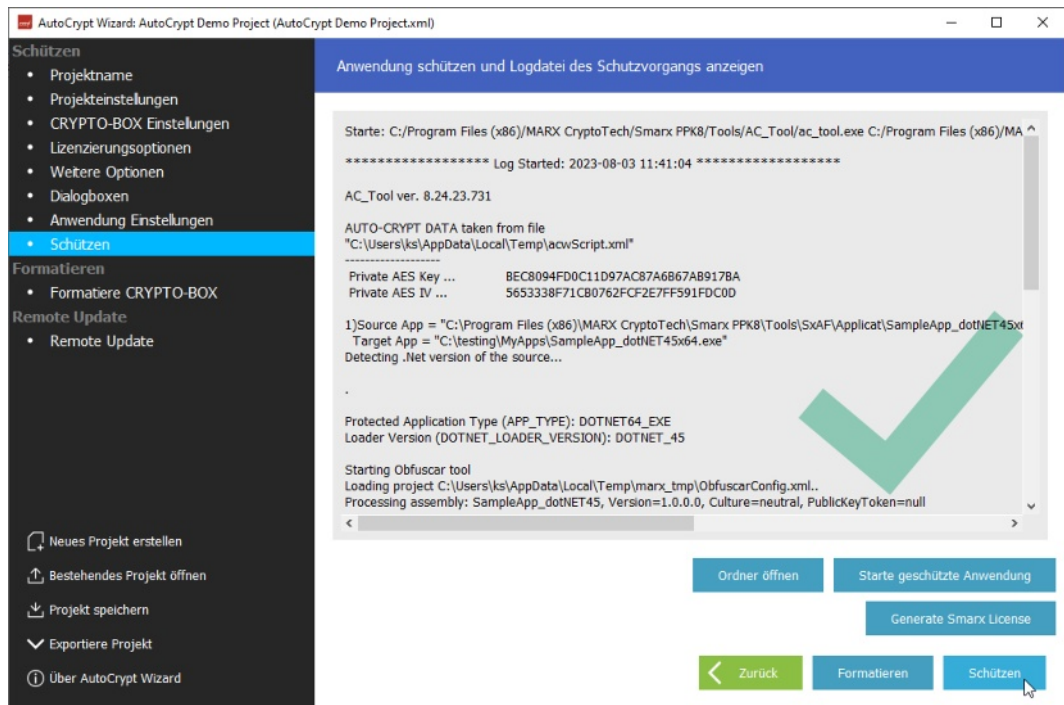 AutoCrypt Wizard: AutoCrypt Demo Project (AutoCrypt Demo Project.xml)
Schützen
• Projektname
• Projekteinstellungen
• CRYPTO-BOX Einstellungen
• Lizenzierungsoptionen
• Weitere Optionen
• Dialogboxen
• Anwendung Einstellungen
• Schützen
Formatieren
• Formatiere CRYPTO-BOX
Remote Update
• Remote Update
Neues Projekt erstellen
Bestehendes Projekt öffnen
Projekt speichern
Exportiere Projekt
Über AutoCrypt Wizard
Anwendung schützen und Logdatei des Schutzvorgangs anzeigen
Starte: C:/Program Files (x86)/MARX CryptoTech/Smarx PPK8/Tools/AC_Tool/ac_tool.exe C:/Program Files (x86)/MA
****************** Log Started: 2023-08-03 11:41:04 ******************
AC_Tool ver. 8.24.23.731
AUTO-CRYPT DATA taken from file
"C:\Users\ks\AppData\Local\Temp\acwScript.xml"
-------------------
Private AES Key ... BEC8094FD0C11D97AC87A6B67AB917BA
Private AES IV ... 5653338F71CB0762FCF2E7FF591FDC0D
1)Source App = "C:\Program Files (x86)\MARX CryptoTech\Smarx PPK8\Tools\SxAF\Applicat\SampleApp_dotNET45x6
Target App = "C:\testing\MyApps\SampleApp_dotNET45x64.exe"
Detecting .Net version of the source...
.
Protected Application Type (APP_TYPE): DOTNET64_EXE
Loader Version (DOTNET_LOADER_VERSION): DOTNET_45
Starting Obfuscar tool
Loading project C:\Users\ks\AppData\Local\Temp\marx_tmp\ObfuscarConfig.xml..
Processing assembly: SampleApp_dotNET45, Version=1.0.0.0, Culture=neutral, PublicKeyToken=null
Ordner öffnen
Starte geschützte Anwendung
Generate Smarx License
Zurück
Formatieren
Schützen